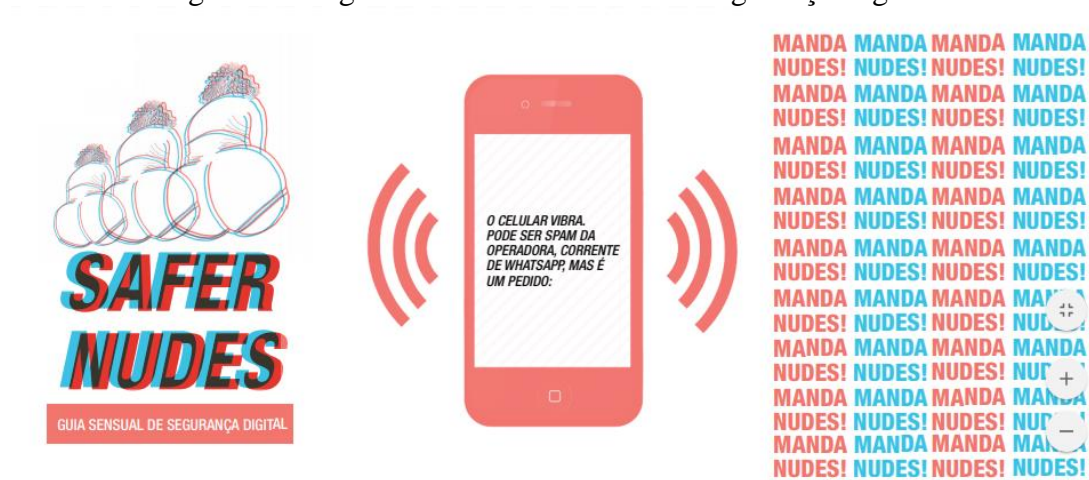 SAFER
NUDES
GUIA SENSUAL DE SEGURANÇA DIGITAL
O CELULAR VIBRA.
PODE SER SPAM DA
OPERADORA, CORRENTE
DE WHATSAPP, MAS É
UM PEDIDO:
MANDA MANDA MANDA MANDA
NUDES! NUDES! NUDES! NUDES!
MANDA MANDA MANDA MANDA
NUDES! NUDES! NUDES! NUDES!
MANDA MANDA MANDA MANDA
NUDES! NUDES! NUDES! NUDES!
MANDA MANDA MANDA MANDA
NUDES! NUDES! NUDES! NUDES!
MANDA MANDA MANDA MANDA
NUDES! NUDES! NUDES! NUDES!
MANDA MANDA MANDA
NUDES! NUDES! NUDES!
MANDA MANDA MANDA MANDA
NUDES! NUDES! NUDES!
MANDA MANDA MANDA MANDA
NUDES! NUDES! NUDES!
MANDA MANDA MANDA
NUDES! NUDES! NUDES! NUDES!